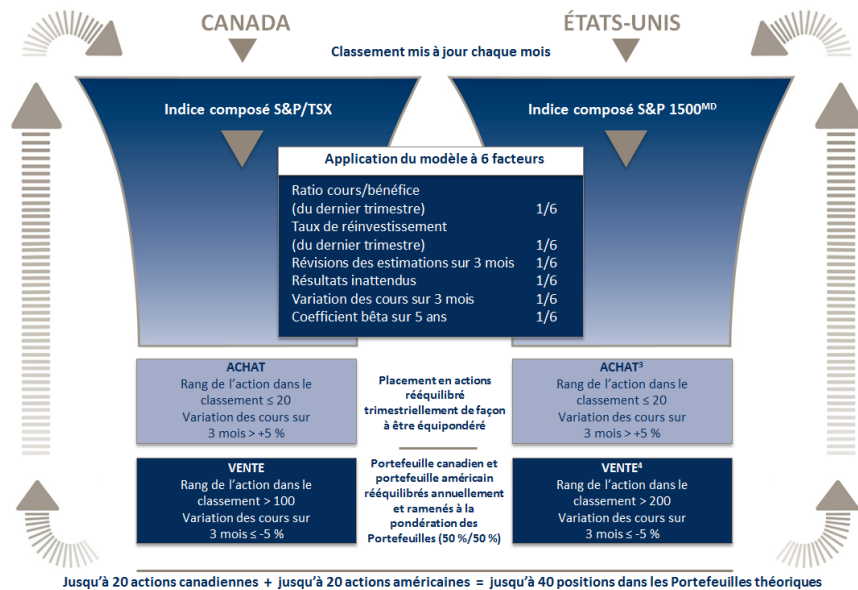 CANADA
ÉTATS-UNIS
Classement mis à jour chaque mois
Indice composé S&P/TSX
Indice composé S&P 1500MD
Application du modèle à 6 facteurs
Ratio cours/bénéfice
(du dernier trimestre) 1/6
Taux de réinvestissement
(du dernier trimestre) 1/6
Révisions des estimations sur 3 mois 1/6
Résultats inattendus 1/6
Variation des cours sur 3 mois 1/6
Coefficient bêta sur 5 ans 1/6
ACHAT
Rang de l'action dans le
classement ≤ 20
Variation des cours sur
3 mois > +5 %
Placement en actions
rééquilibré
trimestriellement de façon
à être équipondéré
ACHAT³
Rang de l'action dans le
classement ≤ 20
Variation des cours sur
3 mois > +5 %
VENTE
Rang de l'action dans le
classement > 100
Variation des cours sur
3 mois ≤ -5 %
Portefeuille canadien et
portefeuille américain
rééquilibrés annuellement
et ramenés à la
pondération des
Portefeuilles (50 %/50 %)
VENTE⁴
Rang de l'action dans le
classement > 200
Variation des cours sur
3 mois ≤ -5 %
Jusqu'à 20 actions canadiennes + jusqu'à 20 actions américaines = jusqu'à 40 positions dans les Portefeuilles théoriques